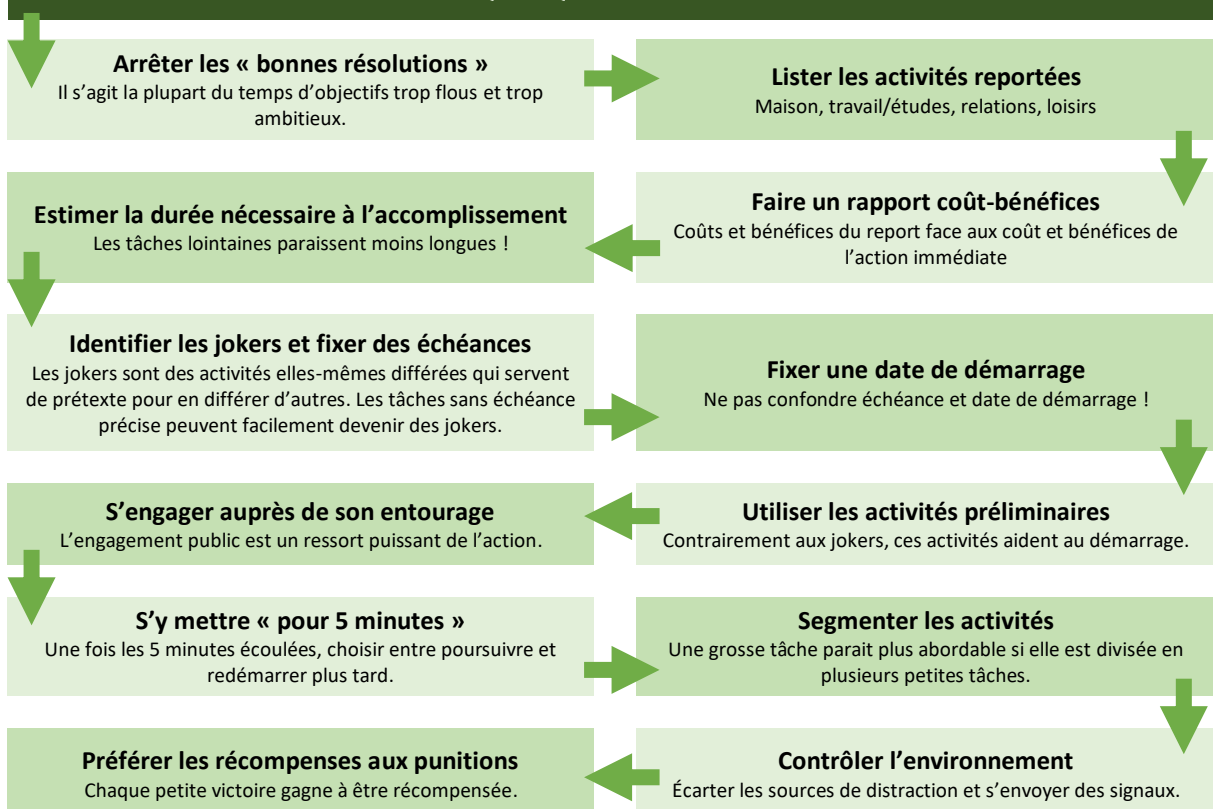 Arrêter les « bonnes résolutions »
Il s’agit la plupart du temps d’objectifs trop flous et trop
ambitieux.
Lister les activités reportées
Maison, travail/études, relations, loisirs
Faire un rapport coût-bénéfices
Coûts et bénéfices du report face aux coût et bénéfices de
l’action immédiate
Estimer la durée nécessaire à l’accomplissement
Les tâches lointaines paraissent moins longues !
Identifier les jokers et fixer des échéances
Les jokers sont des activités elles-mêmes différées qui servent
de prétexte pour en différer d’autres. Les tâches sans échéance
précise peuvent facilement devenir des jokers.
Fixer une date de démarrage
Ne pas confondre échéance et date de démarrage !
Utiliser les activités préliminaires
Contrairement aux jokers, ces activités aident au démarrage.
S’engager auprès de son entourage
L’engagement public est un ressort puissant de l’action.
S’y mettre « pour 5 minutes »
Une fois les 5 minutes écoulées, choisir entre poursuivre et
redémarrer plus tard.
Segmenter les activités
Une grosse tâche parait plus abordable si elle est divisée en
plusieurs petites tâches.
Contrôler l’environnement
Écarter les sources de distraction et s’envoyer des signaux.
Préférer les récompenses aux punitions
Chaque petite victoire gagne à être récompensée.